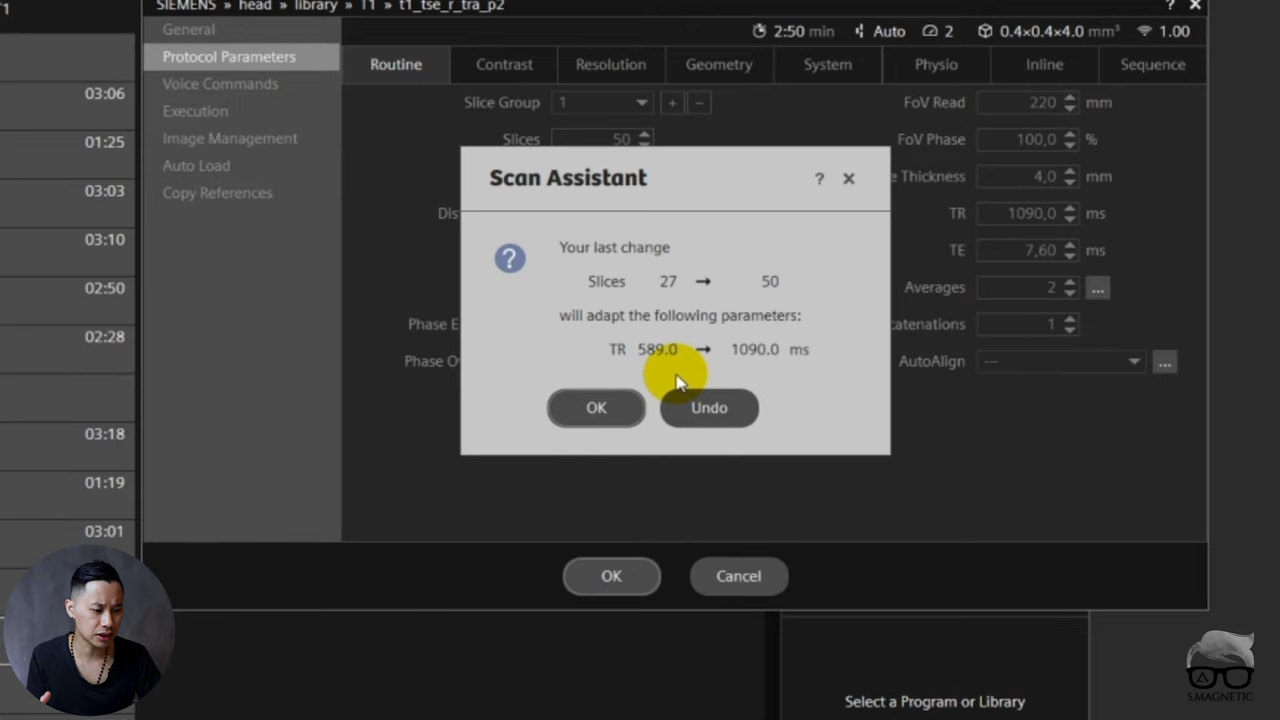 T1
SIEMENS » head » library » T1 » t1_tse_r_tra_p2
? ×
General
Protocol Parameters
Voice Commands
Execution
Image Management
Auto Load
Copy References
2:50 min Auto 2 0.4×0.4×4.0 mm³ 1.00
Routine Contrast Resolution Geometry System Physio Inline Sequence
Slice Group 1 + −
Slices 50
Dis
Phase E
Phase O
FoV Read 220 mm
FoV Phase 100,0 %
e Thickness 4,0 mm
TR 1090,0 ms
TE 7,60 ms
Averages 2 ...
catenations 1
AutoAlign --- ...
Scan Assistant ? ×
?
Your last change
Slices 27 → 50
will adapt the following parameters:
TR 589.0 → 1090.0 ms
OK Undo
OK Cancel
03:06
01:25
03:03
03:10
02:50
02:28
03:18
01:19
03:01
Select a Program or Library
S.MAGNETIC